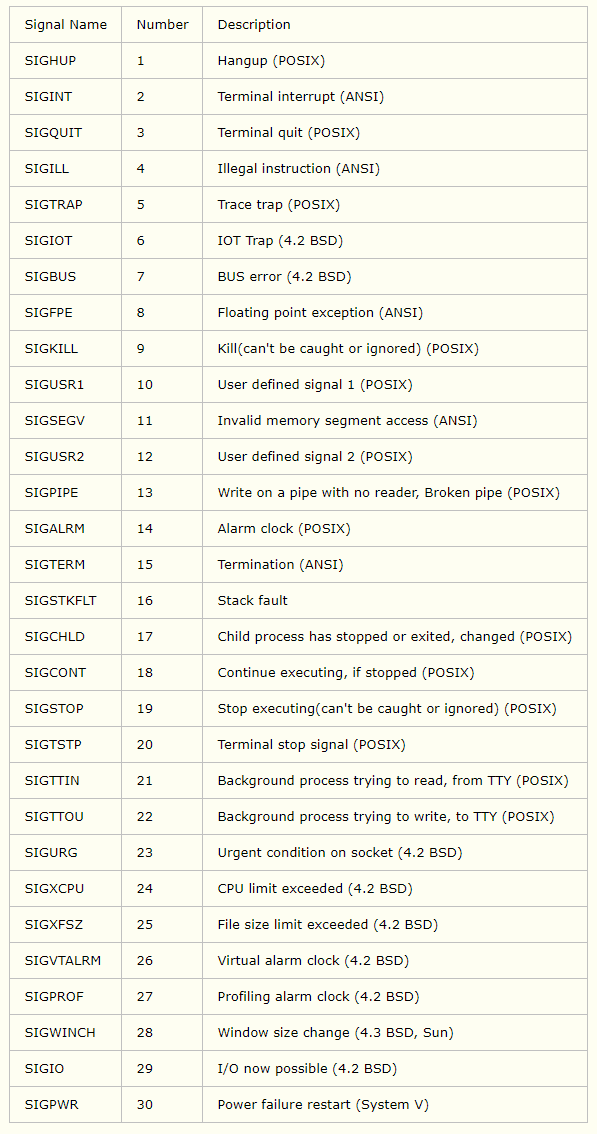 Signal Name Number Description
SIGHUP 1 Hangup (POSIX)
SIGINT 2 Terminal interrupt (ANSI)
SIGQUIT 3 Terminal quit (POSIX)
SIGILL 4 Illegal instruction (ANSI)
SIGTRAP 5 Trace trap (POSIX)
SIGIOT 6 IOT Trap (4.2 BSD)
SIGBUS 7 BUS error (4.2 BSD)
SIGFPE 8 Floating point exception (ANSI)
SIGKILL 9 Kill(can't be caught or ignored) (POSIX)
SIGUSR1 10 User defined signal 1 (POSIX)
SIGSEGV 11 Invalid memory segment access (ANSI)
SIGUSR2 12 User defined signal 2 (POSIX)
SIGPIPE 13 Write on a pipe with no reader, Broken pipe (POSIX)
SIGALRM 14 Alarm clock (POSIX)
SIGTERM 15 Termination (ANSI)
SIGSTKFLT 16 Stack fault
SIGCHLD 17 Child process has stopped or exited, changed (POSIX)
SIGCONT 18 Continue executing, if stopped (POSIX)
SIGSTOP 19 Stop executing(can't be caught or ignored) (POSIX)
SIGTSTP 20 Terminal stop signal (POSIX)
SIGTTIN 21 Background process trying to read, from TTY (POSIX)
SIGTTOU 22 Background process trying to write, to TTY (POSIX)
SIGURG 23 Urgent condition on socket (4.2 BSD)
SIGXCPU 24 CPU limit exceeded (4.2 BSD)
SIGXFSZ 25 File size limit exceeded (4.2 BSD)
SIGVTALRM 26 Virtual alarm clock (4.2 BSD)
SIGPROF 27 Profiling alarm clock (4.2 BSD)
SIGWINCH 28 Window size change (4.3 BSD, Sun)
SIGIO 29 I/O now possible (4.2 BSD)
SIGPWR 30 Power failure restart (System V)